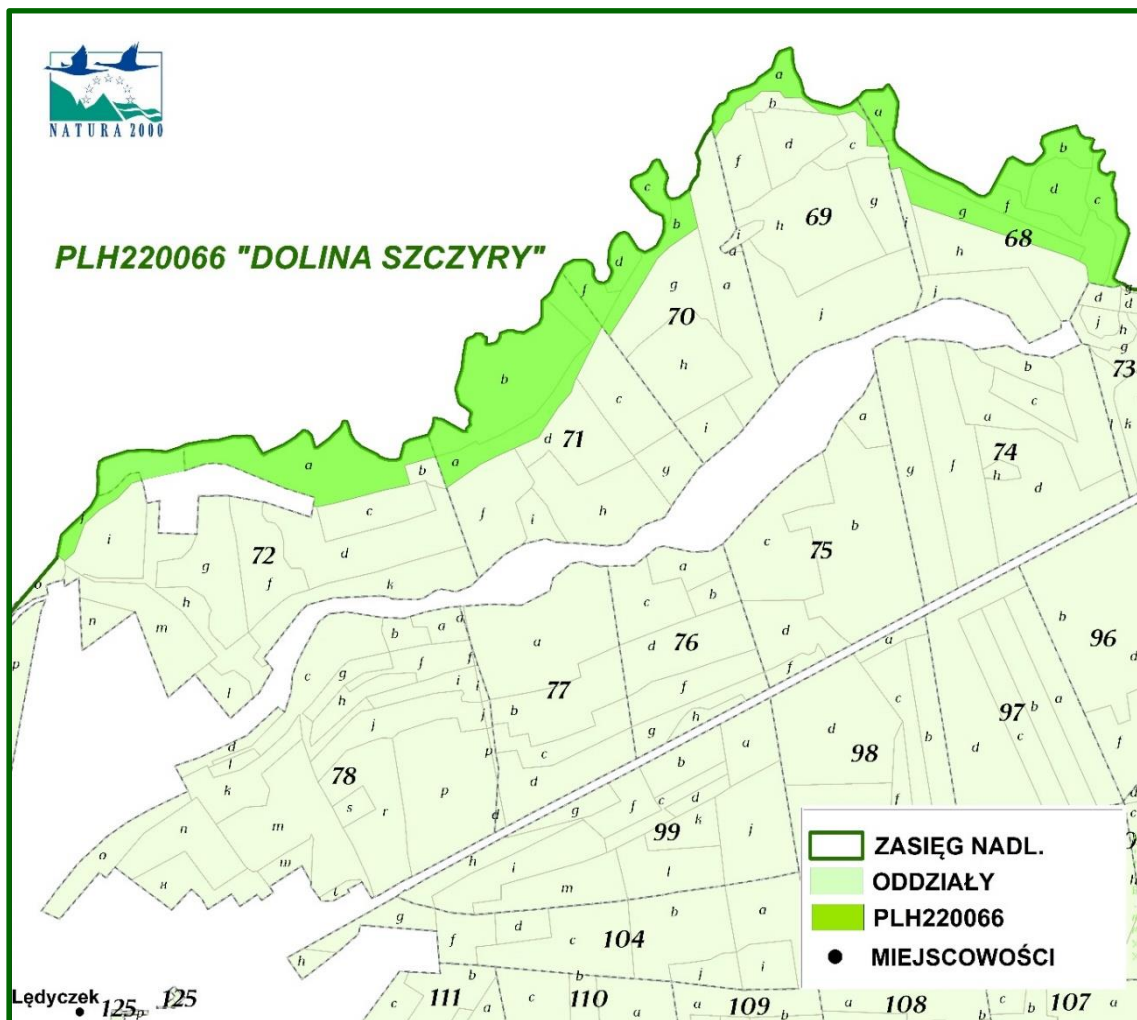 NATURA 2000
PLH220066 "DOLINA SZCZYRY"
a
b
a
b
f
d
c
d
c
c
g
f
g
69
b
i
h
68
h
d
a
g
j
d
g
f
g
a
j
d
70
j
h
g
73
h
b
b
c
c
a
l
k
d
i
a
74
71
a
b
a
g
g
f
h
d
c
f
i
h
b
i
72
c
75
g
d
a
f
k
c
b
b
h
96
n
m
b
a
d
d
76
d
p
a
f
f
a
l
c
g
i
77
f
c
h
b
a
j
j
b
g
h
97
c
d
p
c
a
d
b
d
f
l
78
98
k
p
d
b
s
r
d
f
c
d
n
m
g
k
j
99
h
i
l
o
m
m
g
a
b
f
d
c
104
h
j
i
ZASIĘG NADL.
ODDZIAŁY
PLH220066
MIEJSCOWOŚCI
b
b
Lędyczek
125
125
c
111
a
c
110
a
a
109
b
a
108
b
c
b
107